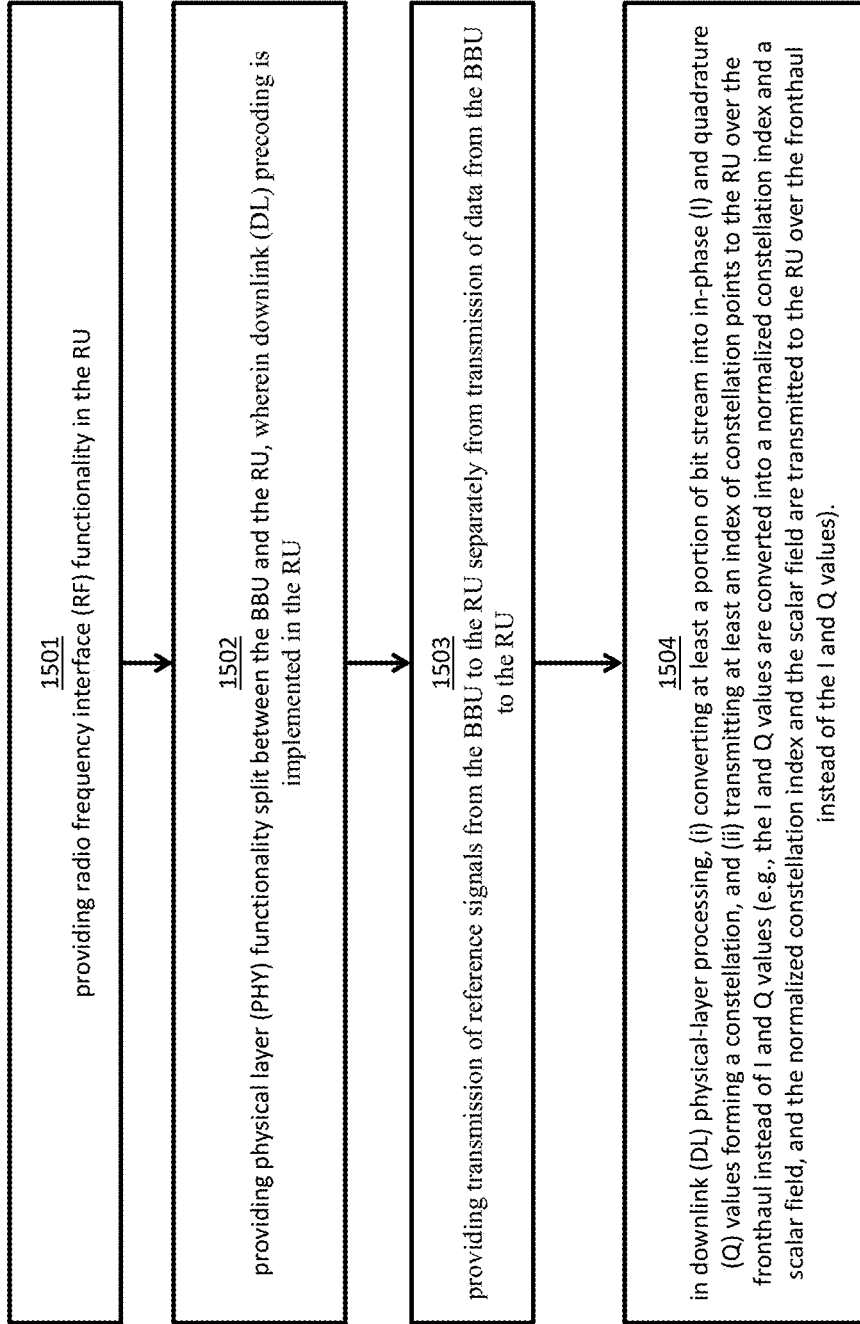 1501
providing radio frequency interface (RF) functionality in the RU
1502
providing physical layer (PHY) functionality split between the BBU and the RU, wherein downlink (DL) precoding is
implemented in the RU
1503
providing transmission of reference signals from the BBU to the RU separately from transmission of data from the BBU
to the RU
1504
in downlink (DL) physical-layer processing, (i) converting at least a portion of bit stream into in-phase (I) and quadrature
(Q) values forming a constellation, and (ii) transmitting at least an index of constellation points to the RU over the
fronthaul instead of I and Q values (e.g., the I and Q values are converted into a normalized constellation index and a
scalar field, and the normalized constellation index and the scalar field are transmitted to the RU over the fronthaul
instead of the I and Q values).